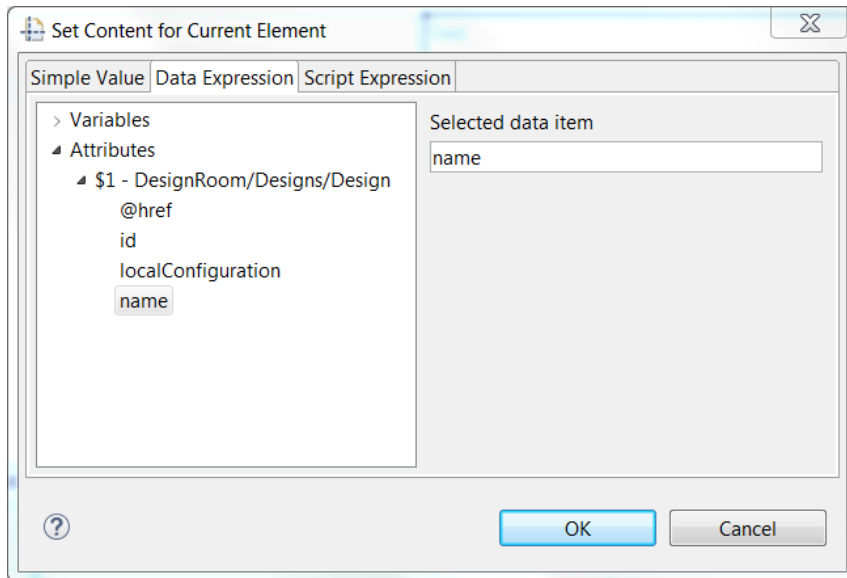 Set Content for Current Element
Simple Value Data Expression Script Expression
Variables
Attributes
$1 - DesignRoom/Designs/Design
@href
id
localConfiguration
name
Selected data item
name
?
OK Cancel